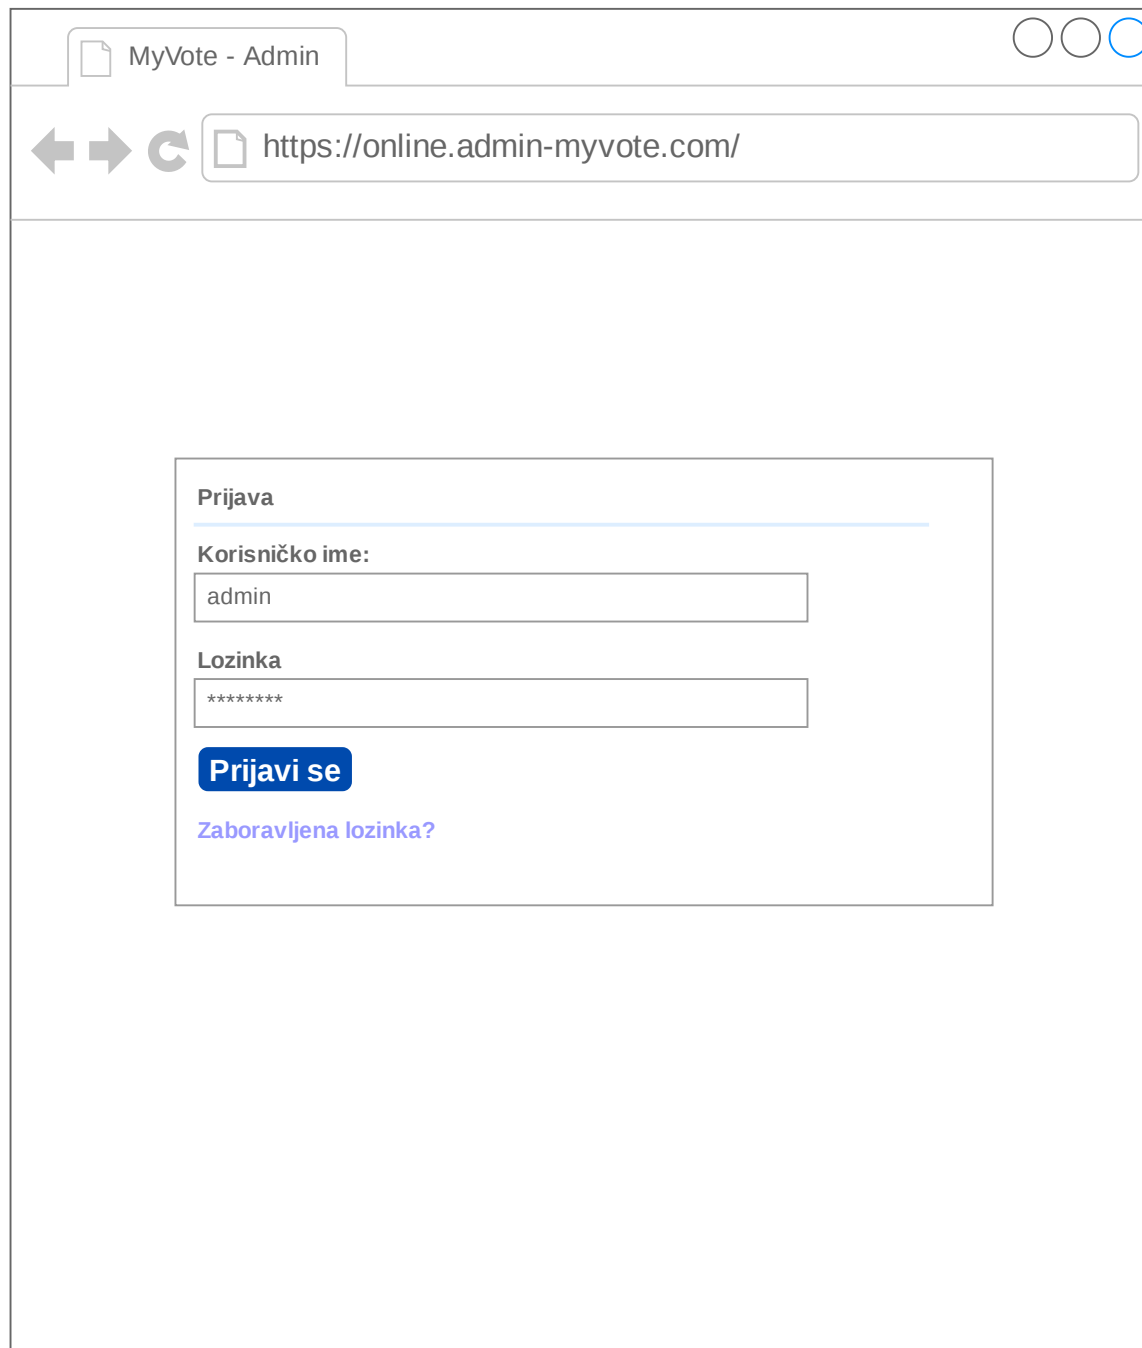 MyVote - Admin
https://online.admin-myvote.com/
Prijava
Korisničko ime:
admin
Lozinka
********
Prijavi se
Zaboravljena lozinka?